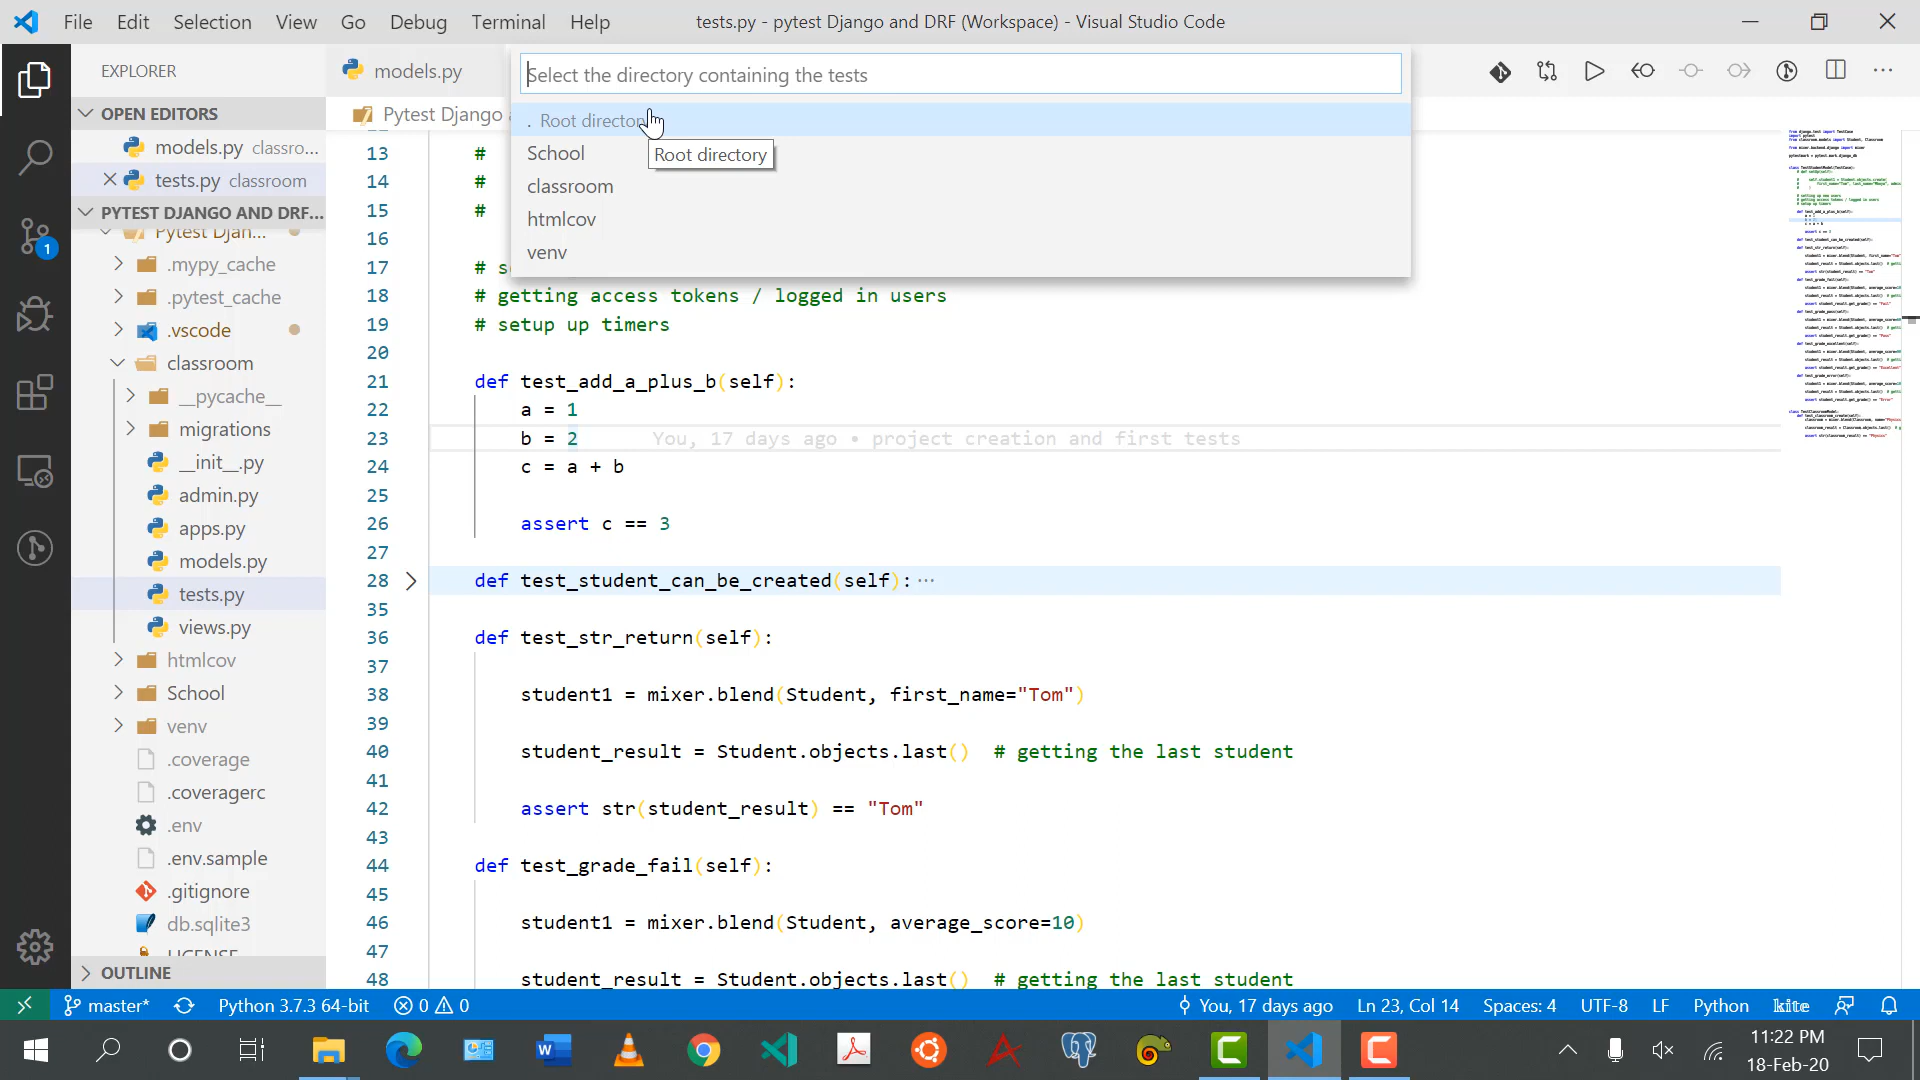 File Edit Selection View Go Debug Terminal Help tests.py - pytest Django and DRF (Workspace) - Visual Studio Code
EXPLORER
OPEN EDITORS
models.py classro...
tests.py classroom
PYTEST DJANGO AND DRF...
Pytest Djan...
.mypy_cache
.pytest_cache
.vscode
classroom
__pycache__
migrations
__init__.py
admin.py
apps.py
models.py
tests.py
views.py
htmlcov
School
venv
.coverage
.coveragerc
.env
.env.sample
.gitignore
db.sqlite3
LICENSE
OUTLINE
1
models.py
Pytest Django
Select the directory containing the tests
. Root directory
Root directory
School
classroom
htmlcov
venv
13 #
14 #
15 #
16
17 # s
18 # getting access tokens / logged in users
19 # setup up timers
20
21 def test_add_a_plus_b(self):
22 a = 1
23 b = 2 You, 17 days ago • project creation and first tests
24 c = a + b
25
26 assert c == 3
27
28 def test_student_can_be_created(self): ...
35
36 def test_str_return(self):
37
38 student1 = mixer.blend(Student, first_name="Tom")
39
40 student_result = Student.objects.last() # getting the last student
41
42 assert str(student_result) == "Tom"
43
44 def test_grade_fail(self):
45
46 student1 = mixer.blend(Student, average_score=10)
47
48 student_result = Student.objects.last() # getting the last student
master* Python 3.7.3 64-bit 0 0 You, 17 days ago Ln 23, Col 14 Spaces: 4 UTF-8 LF Python kite
11:22 PM
18-Feb-20